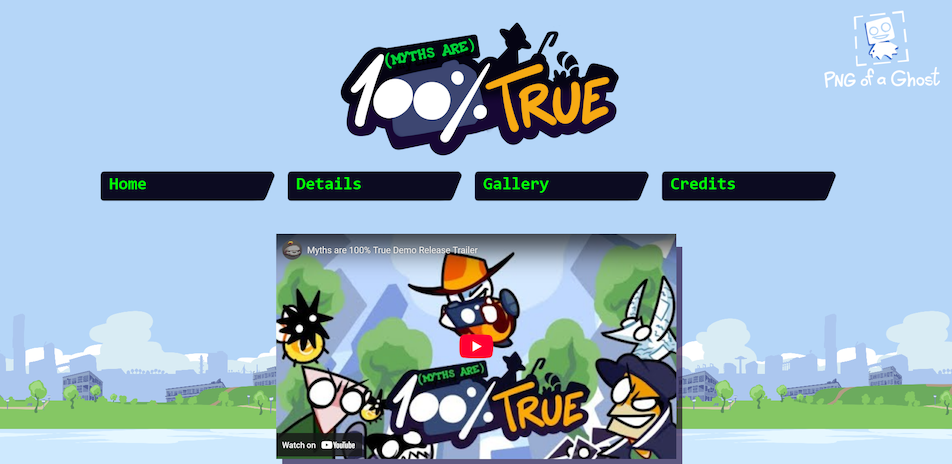 (MYTHS ARE)
100% TRUE
PNG of a Ghost
Home
Details
Gallery
Credits
Myths are 100% True Demo Release Trailer
(MYTHS ARE)
100% TRUE
Watch on YouTube